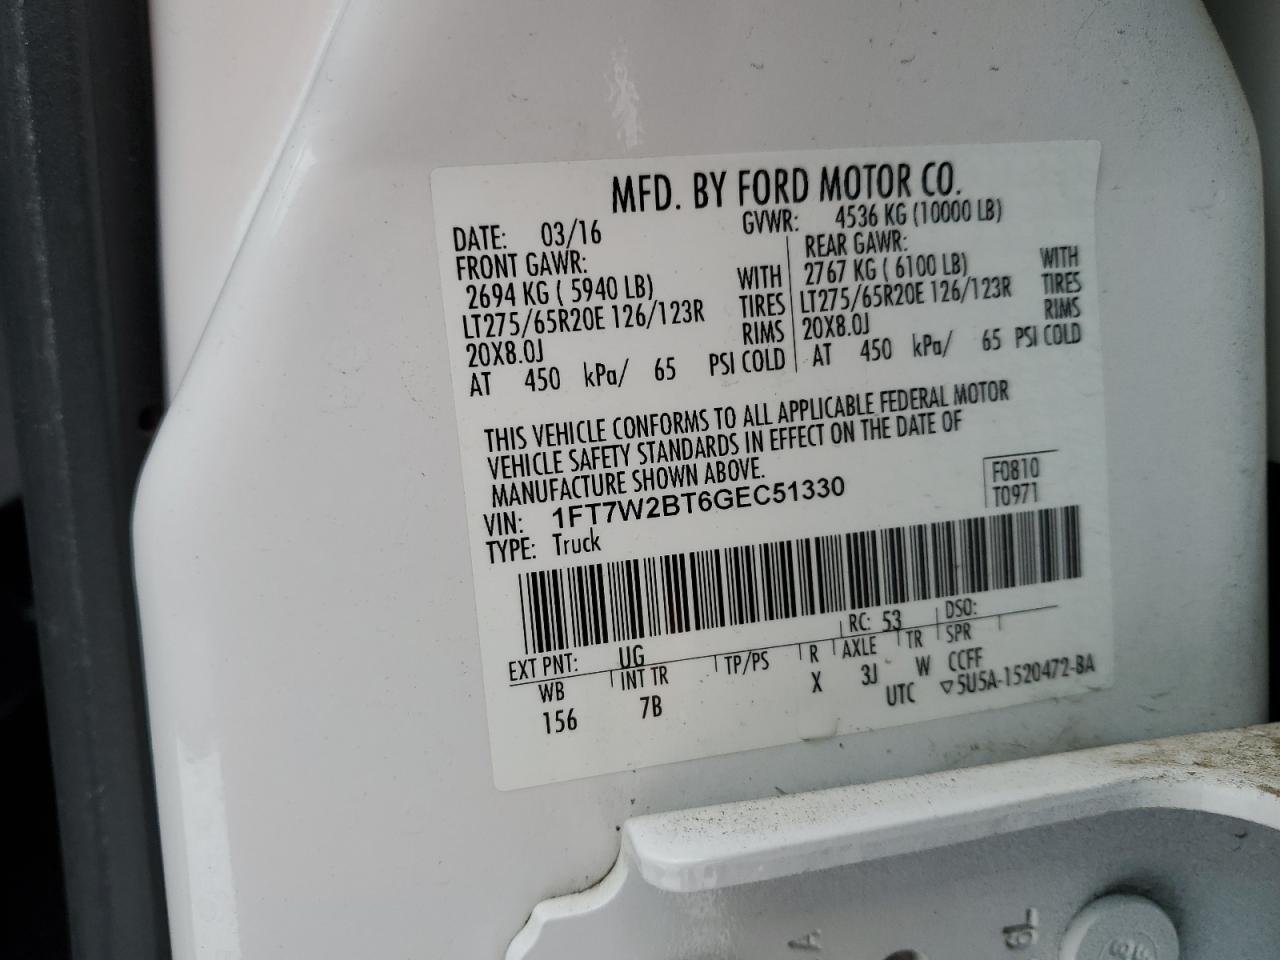 MFD. BY FORD MOTOR CO.
DATE: 03/16 GVWR: 4536 KG (10000 LB)
FRONT GAWR: REAR GAWR:
2694 KG ( 5940 LB) WITH 2767 KG ( 6100 LB) WITH
LT275/65R20E 126/123R TIRES LT275/65R20E 126/123R TIRES
20X8.0J RIMS 20X8.0J RIMS
AT 450 kPa/ 65 PSI COLD AT 450 kPa/ 65 PSI COLD
THIS VEHICLE CONFORMS TO ALL APPLICABLE FEDERAL MOTOR
VEHICLE SAFETY STANDARDS IN EFFECT ON THE DATE OF
MANUFACTURE SHOWN ABOVE.
VIN: 1FT7W2BT6GEC51330 F0810
TYPE: Truck T0971
EXT PNT: UG RC: 53 DSO:
WB INT TR TP/PS R AXLE TR SPR
156 7B X 3J W CCFF
UTC ▽5U5A-1520472-BA